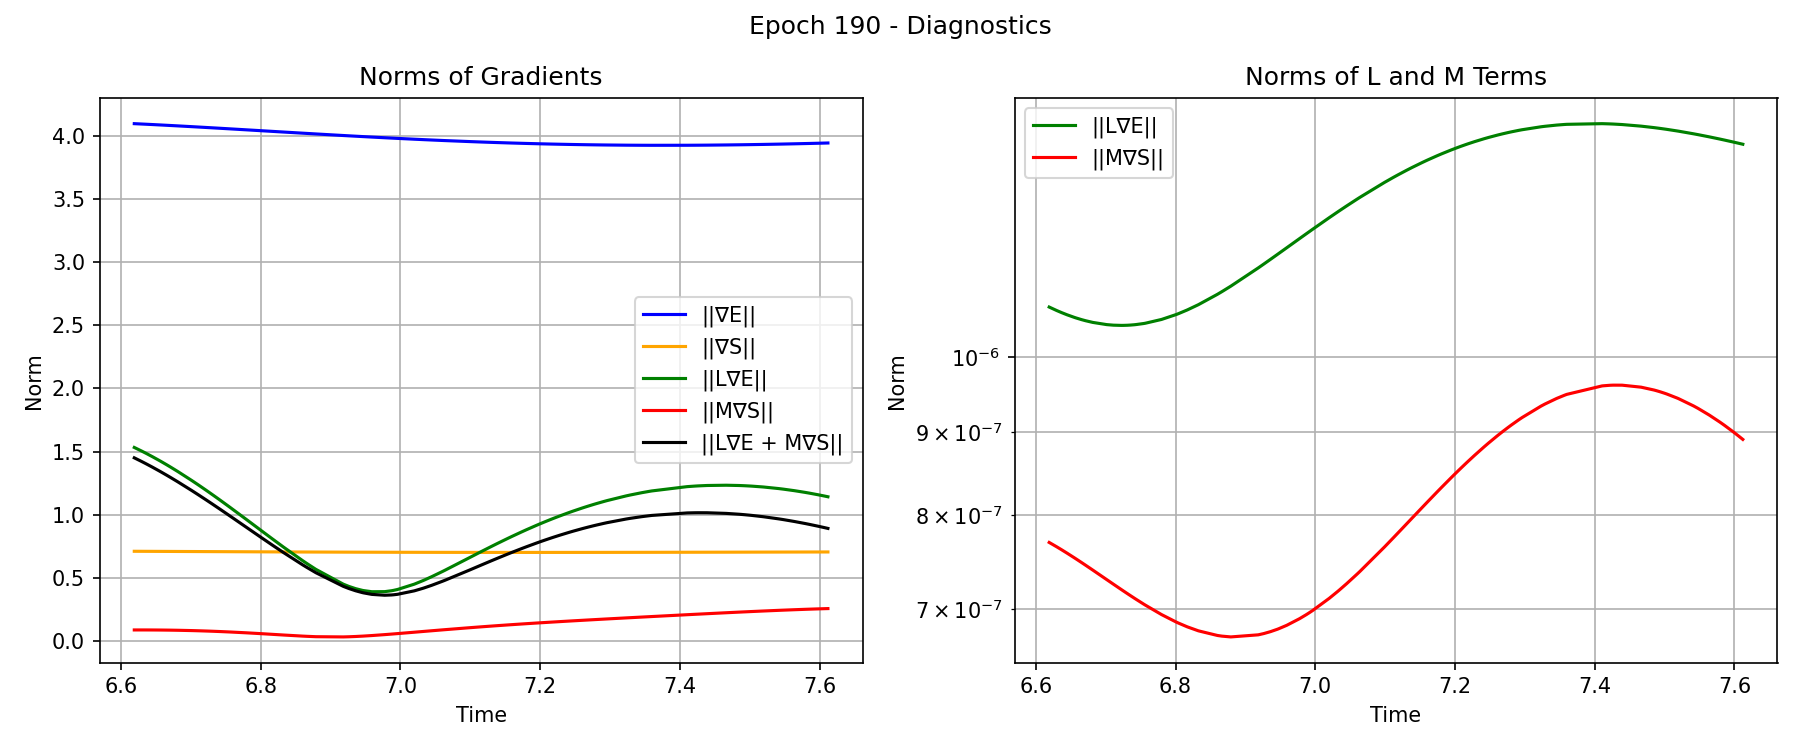 Epoch 190 - Diagnostics
Norms of Gradients
Norm
4.0
3.5
3.0
2.5
2.0
1.5
1.0
0.5
0.0
||∇E||
||∇S||
||L∇E||
||M∇S||
||L∇E + M∇S||
6.6 6.8 7.0 7.2 7.4 7.6
Time
Norms of L and M Terms
Norm
||L∇E||
||M∇S||
10⁻⁶
9 × 10⁻⁷
8 × 10⁻⁷
7 × 10⁻⁷
6.6 6.8 7.0 7.2 7.4 7.6
Time